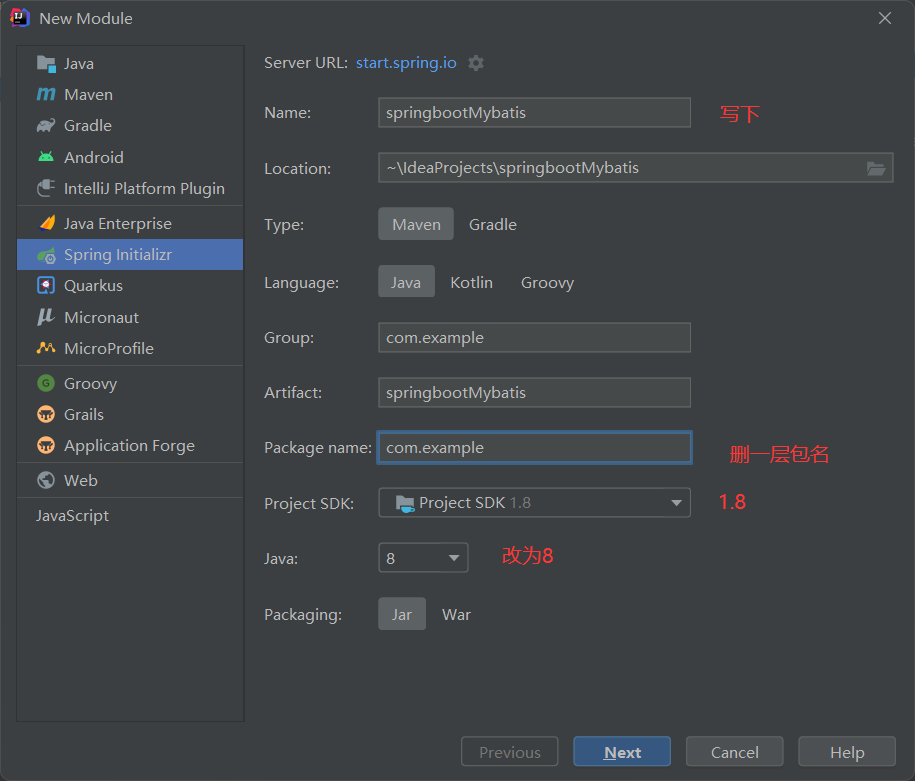 New Module
Java
Maven
Gradle
Android
IntelliJ Platform Plugin
Java Enterprise
Spring Initializr
Quarkus
Micronaut
MicroProfile
Groovy
Grails
Application Forge
Web
JavaScript
Server URL: start.spring.io
Name: springbootMybatis 写下
Location: ~\IdeaProjects\springbootMybatis
Type: Maven Gradle
Language: Java Kotlin Groovy
Group: com.example
Artifact: springbootMybatis
Package name: com.example 删一层包名
Project SDK: Project SDK 1.8 1.8
Java: 8 改为8
Packaging: Jar War
Previous Next Cancel Help